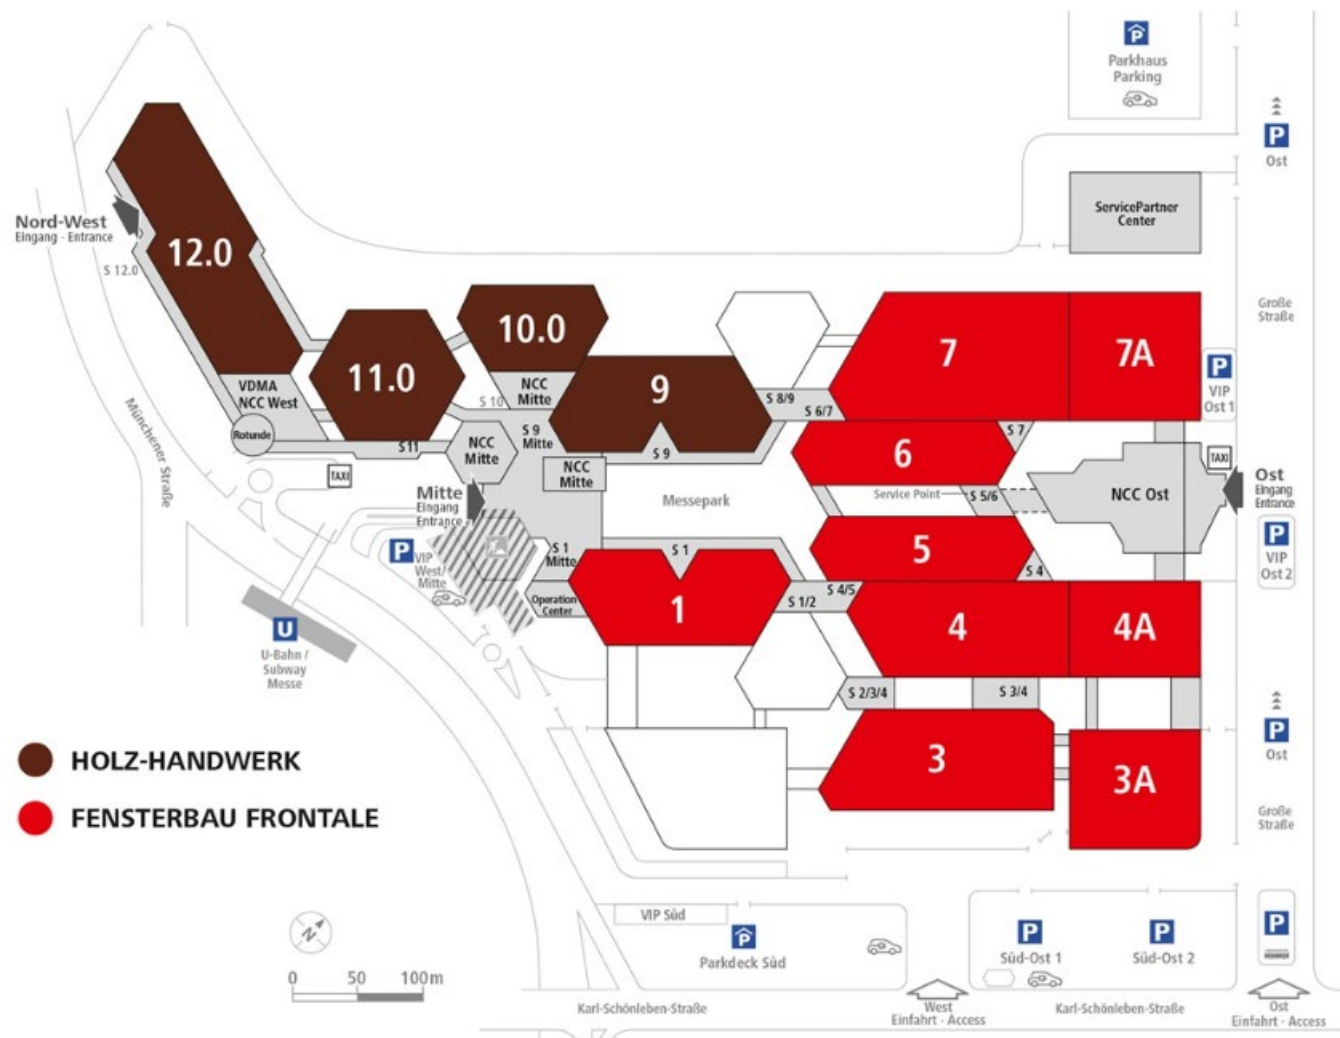 P
Parkhaus
Parking
P
Ost
ServicePartner
Center
Nord-West
Eingang - Entrance
S 12.0
12.0
11.0
10.0
9
7
7A
Große
Straße
P
VIP
Ost 1
VDMA
NCC West
Rotunde
NCC
Mitte
S 10
S 8/9
S 6/7
S 11
NCC
Mitte
S 9
Mitte
S 9
NCC
Mitte
6
S 7
TAXI
TAXI
Münchener Straße
Mitte
Eingang
Entrance
Messepark
Service Point
S 5/6
NCC Ost
Ost
Eingang
Entrance
P
VIP
Ost 2
P
VIP
West/
Mitte
S 1
Mitte
S 1
5
S 4
Operation
Center
1
S 1/2
S 4/5
4
4A
U
U-Bahn /
Subway
Messe
S 2/3/4
S 3/4
P
Ost
3
3A
Große
Straße
HOLZ-HANDWERK
FENSTERBAU FRONTALE
N
0 50 100m
VIP Süd
P
Parkdeck Süd
P
Süd-Ost 1
P
Süd-Ost 2
P
Karl-Schönleben-Straße
West
Einfahrt - Access
Karl-Schönleben-Straße
Ost
Einfahrt - Access